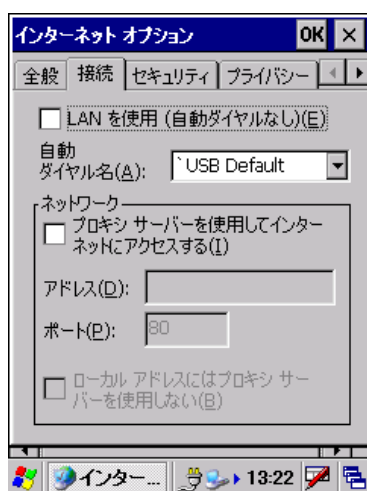 インターネット オプション OK ×
全般 接続 セキュリティ プライバシー
LAN を使用 (自動ダイヤルなし)(E)
自動
ダイヤル名(A): `USB Default
ネットワーク
プロキシ サーバーを使用してインター
ネットにアクセスする(I)
アドレス(D):
ポート(P): 80
ローカル アドレスにはプロキシ サー
バーを使用しない(B)
インター... 13:22